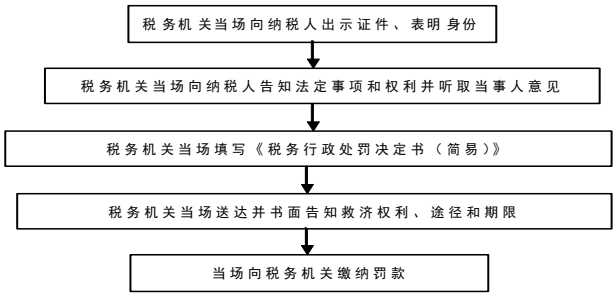 税务机关当场向纳税人出示证件、表明身份
税务机关当场向纳税人告知法定事项和权利并听取当事人意见
税务机关当场填写《税务行政处罚决定书（简易）》
税务机关当场送达并书面告知救济权利、途径和期限
当场向税务机关缴纳罚款